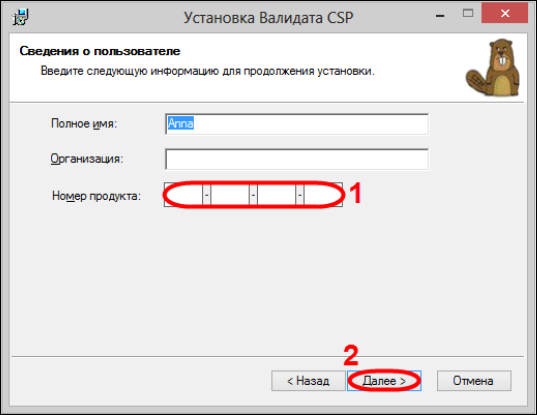 Установка Валидата CSP
Сведения о пользователе
Введите следующую информацию для продолжения установки.
Полное имя:
Anna
Организация:
Номер продукта:
- - -
1
2
< Назад
Далее >
Отмена